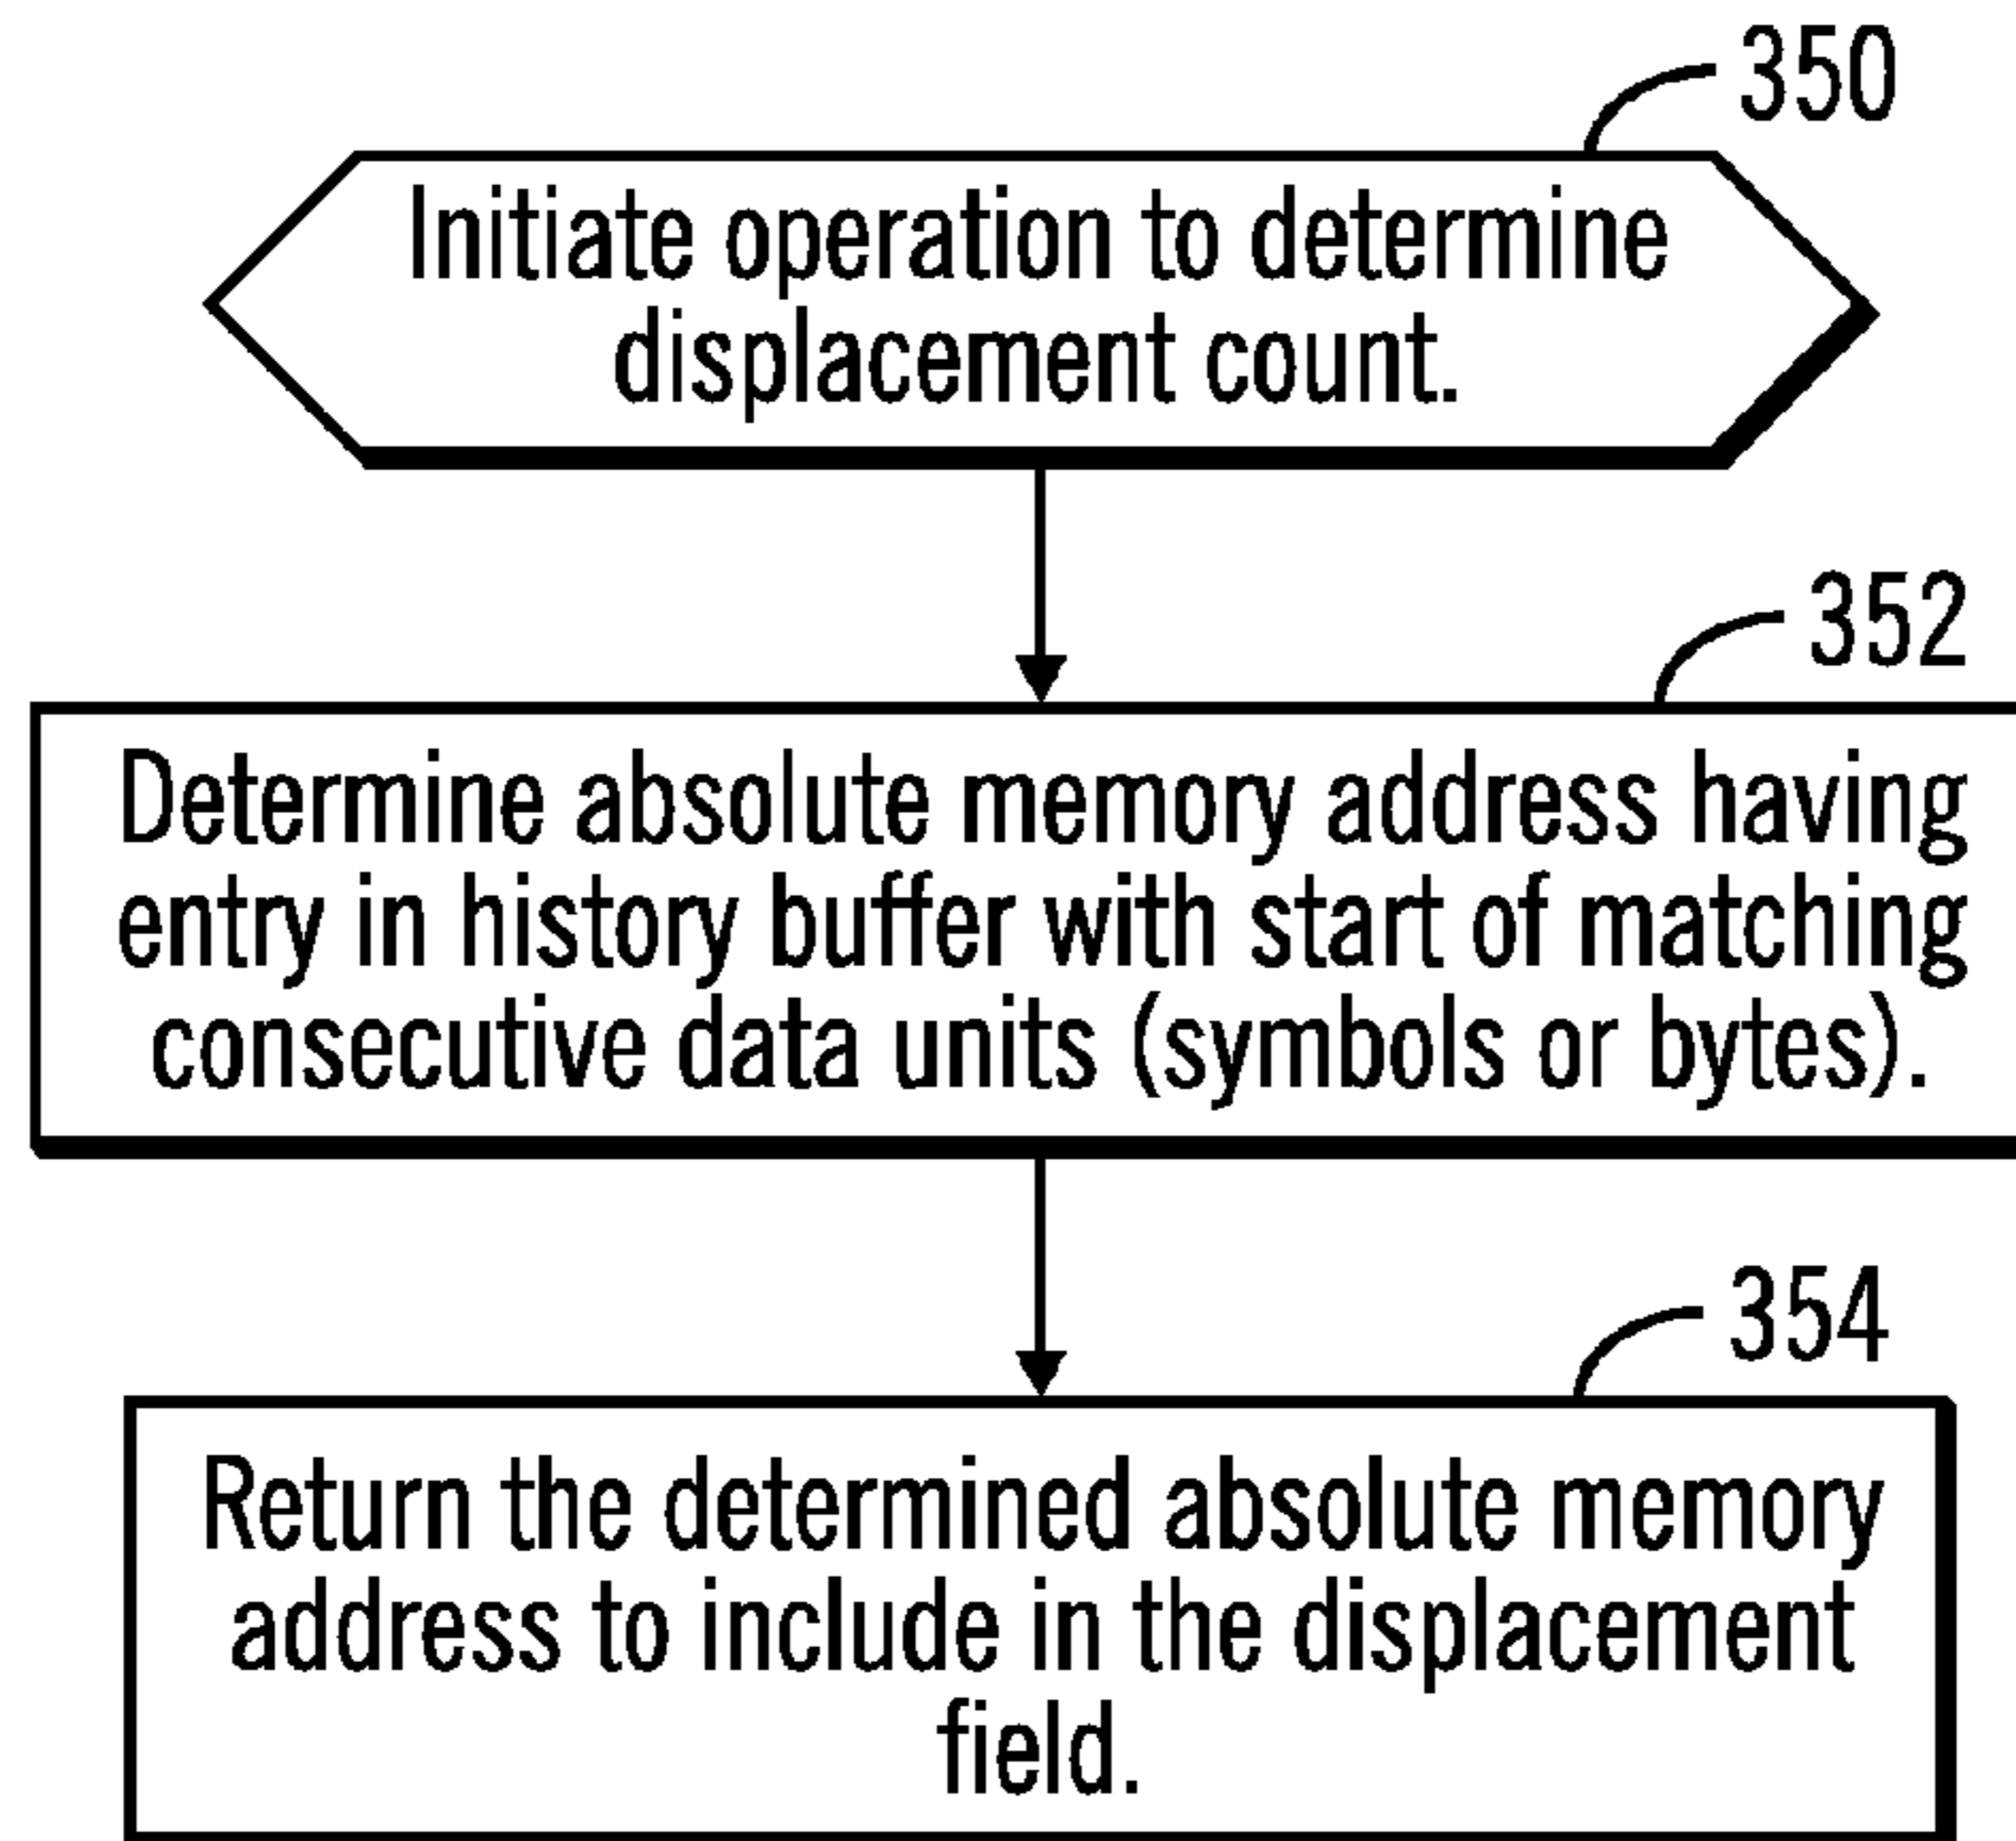 350
Initiate operation to determine
displacement count.
352
Determine absolute memory address having
entry in history buffer with start of matching
consecutive data units (symbols or bytes).
354
Return the determined absolute memory
address to include in the displacement
field.